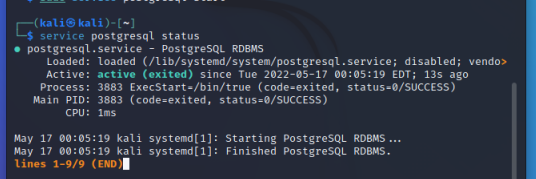 ┌──(kali㉿kali)-[~]
└─$ service postgresql status
● postgresql.service - PostgreSQL RDBMS
Loaded: loaded (/lib/systemd/system/postgresql.service; disabled; vendo>
Active: active (exited) since Tue 2022-05-17 00:05:19 EDT; 13s ago
Process: 3883 ExecStart=/bin/true (code=exited, status=0/SUCCESS)
Main PID: 3883 (code=exited, status=0/SUCCESS)
CPU: 1ms

May 17 00:05:19 kali systemd[1]: Starting PostgreSQL RDBMS...
May 17 00:05:19 kali systemd[1]: Finished PostgreSQL RDBMS.
lines 1-9/9 (END)